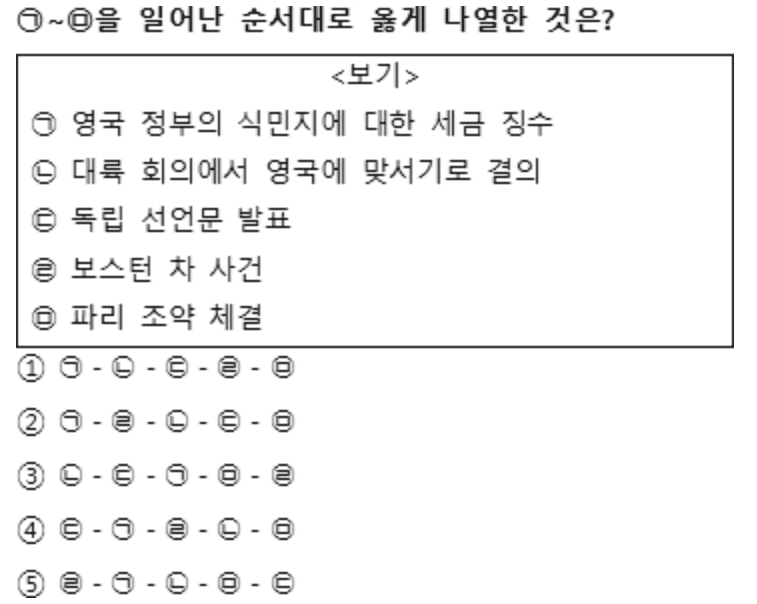 ㉠~㉤을 일어난 순서대로 옳게 나열한 것은?
<보기>
㉠ 영국 정부의 식민지에 대한 세금 징수
㉡ 대륙 회의에서 영국에 맞서기로 결의
㉢ 독립 선언문 발표
㉣ 보스턴 차 사건
㉤ 파리 조약 체결
① ㉠ - ㉡ - ㉢ - ㉣ - ㉤
② ㉠ - ㉣ - ㉡ - ㉢ - ㉤
③ ㉡ - ㉢ - ㉠ - ㉤ - ㉣
④ ㉢ - ㉠ - ㉣ - ㉡ - ㉤
⑤ ㉣ - ㉠ - ㉡ - ㉤ - ㉢